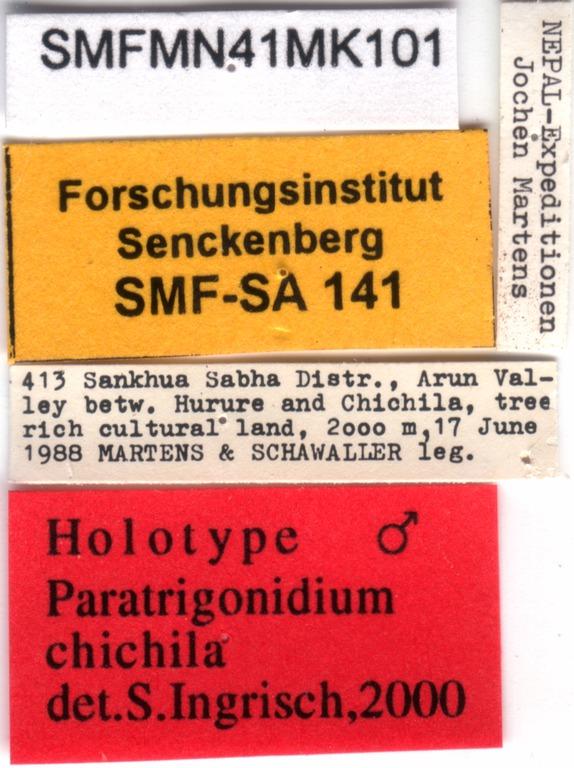 SMFMN41MK101
Forschungsinstitut
Senckenberg
SMF-SA 141
NEPAL-Expeditionen
Jochen Martens
413 Sankhua Sabha Distr., Arun Val-
ley betw. Hurure and Chichila, tree
rich cultural land, 2ooo m,17 June
1988 MARTENS & SCHAWALLER leg.
Holotype ♂
Paratrigonidium
chichila
det.S.Ingrisch,2000